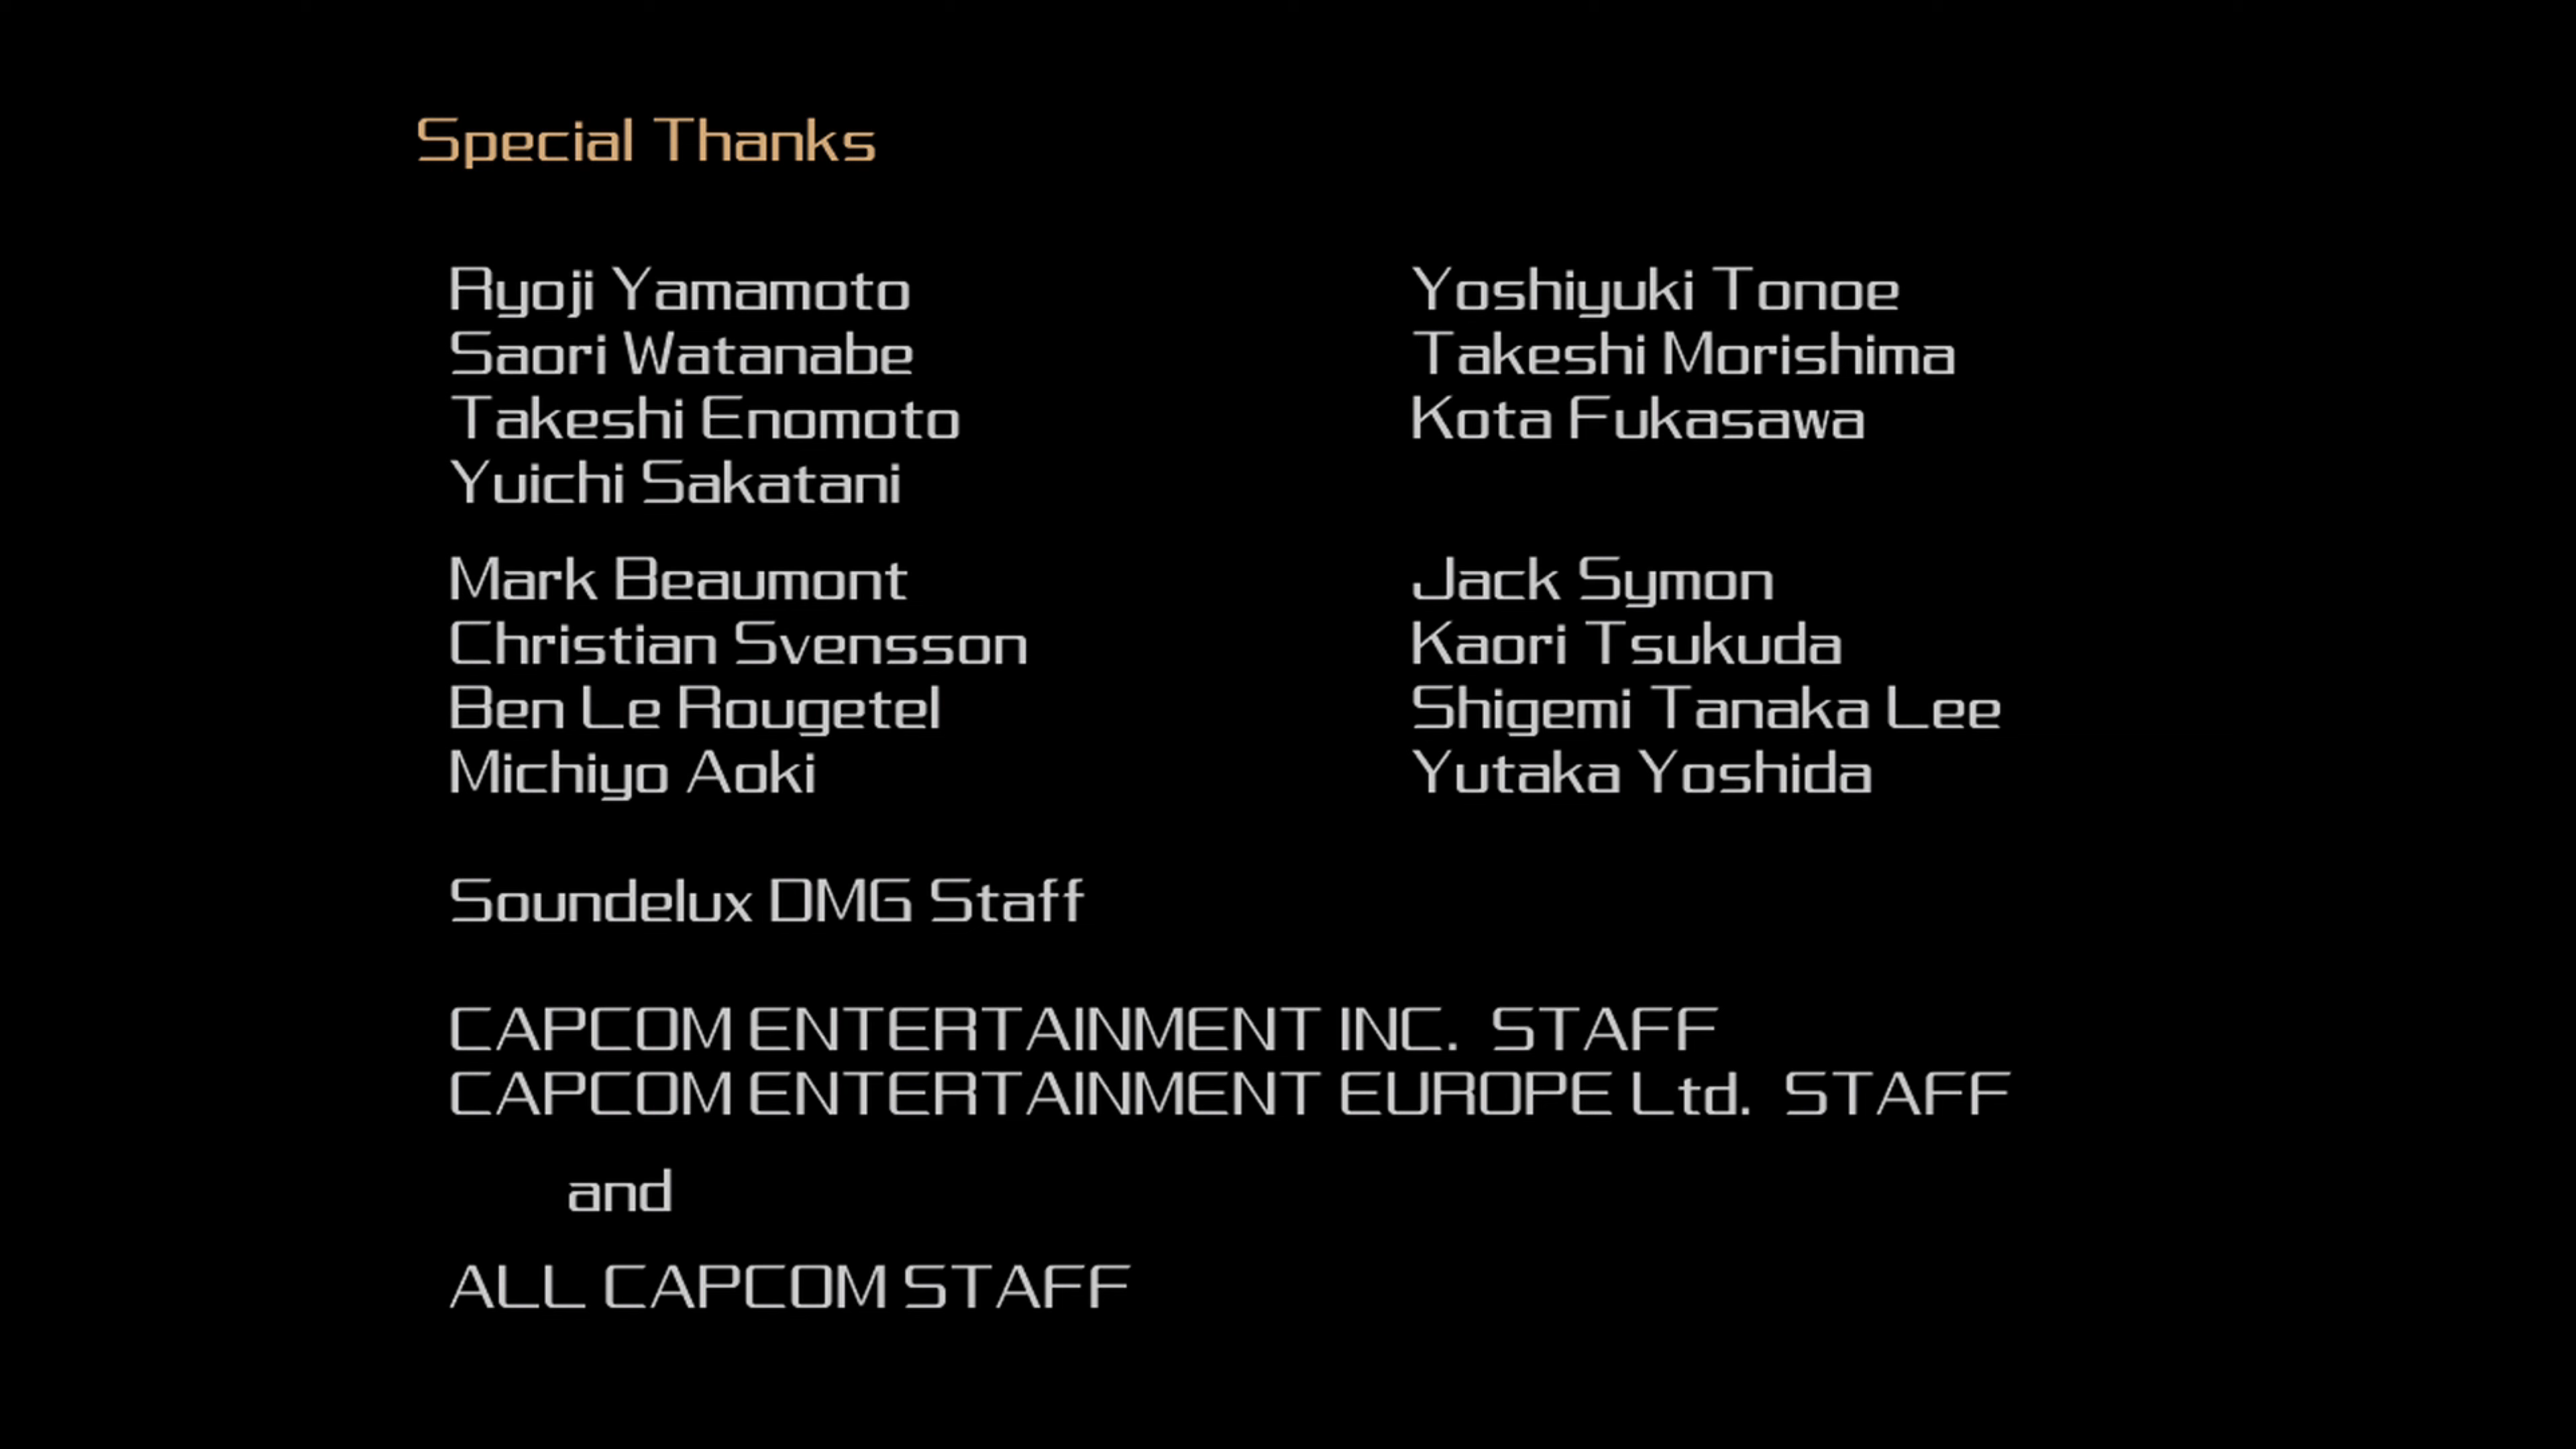 Special Thanks
Ryoji Yamamoto
Yoshiyuki Tonoe
Saori Watanabe
Takeshi Morishima
Takeshi Enomoto
Kota Fukasawa
Yuichi Sakatani
Mark Beaumont
Jack Symon
Christian Svensson
Kaori Tsukuda
Ben Le Rougetel
Shigemi Tanaka Lee
Michiyo Aoki
Yutaka Yoshida
Soundelux DMG Staff
CAPCOM ENTERTAINMENT INC. STAFF
CAPCOM ENTERTAINMENT EUROPE Ltd. STAFF
and
ALL CAPCOM STAFF